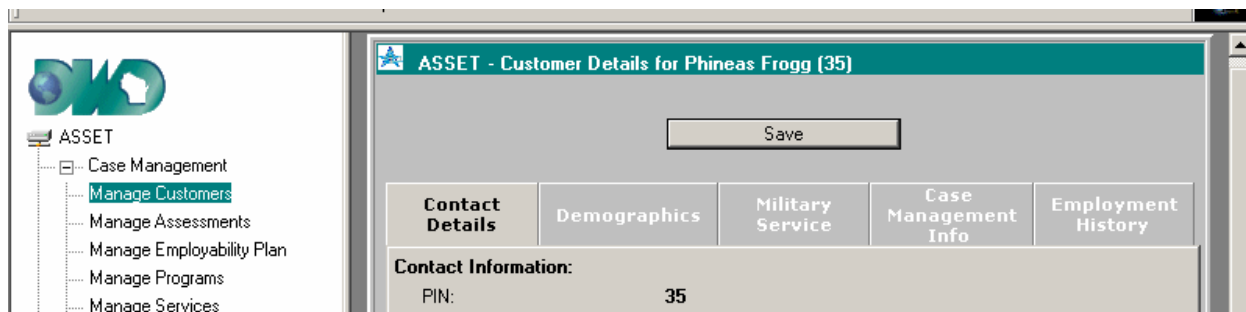 DWD
ASSET
Case Management
Manage Customers
Manage Assessments
Manage Employability Plan
Manage Programs
Manage Services
ASSET - Customer Details for Phineas Frogg (35)
Save
Contact
Details
Demographics
Military
Service
Case
Management
Info
Employment
History
Contact Information:
PIN: 35